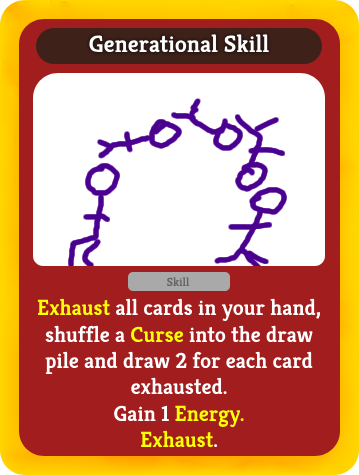 Generational Skill
Skill
Exhaust all cards in your hand,
shuffle a Curse into the draw
pile and draw 2 for each card
exhausted.
Gain 1 Energy.
Exhaust.